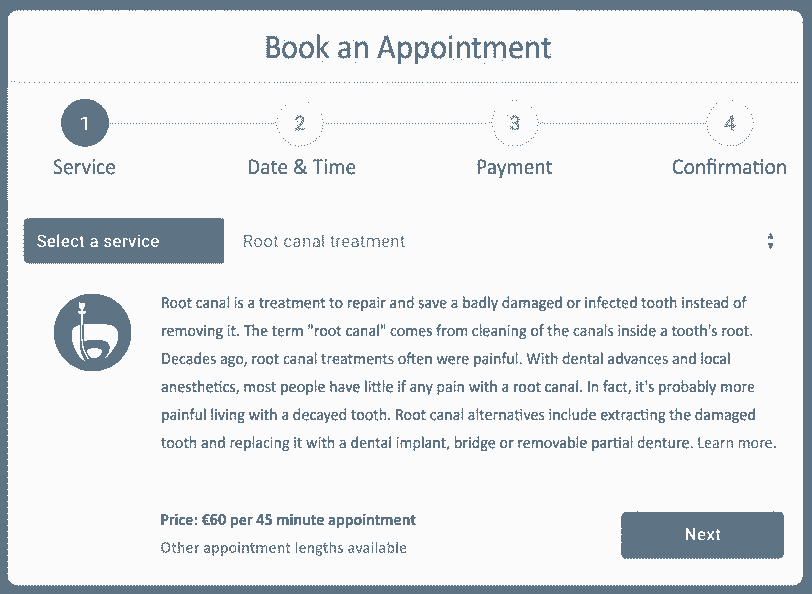 Book an Appointment
1
2
3
4
Service
Date & Time
Payment
Confirmation
Select a service
Root canal treatment
Root canal is a treatment to repair and save a badly damaged or infected tooth instead of
removing it. The term "root canal" comes from cleaning of the canals inside a tooth's root.
Decades ago, root canal treatments often were painful. With dental advances and local
anesthetics, most people have little if any pain with a root canal. In fact, it's probably more
painful living with a decayed tooth. Root canal alternatives include extracting the damaged
tooth and replacing it with a dental implant, bridge or removable partial denture. Learn more.
Price: €60 per 45 minute appointment
Other appointment lengths available
Next